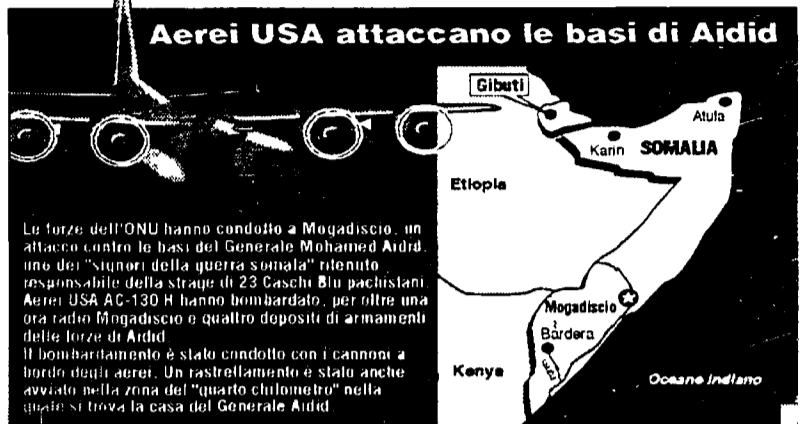 Aerei USA attaccano le basi di Aidid
Gibuti
Alula
Karin
SOMALIA
Etiopia
Le forze dell'ONU hanno condotto a Mogadiscio, un
attacco contro le basi del Generale Mohamed Aidid,
uno dei "signori della guerra somala" ritenuto
responsabile della strage di 23 Caschi Blu pachistani.
Aerei USA AC-130 H hanno bombardato, per oltre una
ora radio Mogadiscio e quattro depositi di armamenti
delle forze di Aidid.
Il bombardamento è stato condotto con i cannoni a
bordo degli aerei. Un rastrellamento è stato anche
avviato nella zona del "quarto chilometro" nella
quale si trova la casa del Generale Aidid.
Mogadiscio
Bardera
Kenya
Oceano Indiano